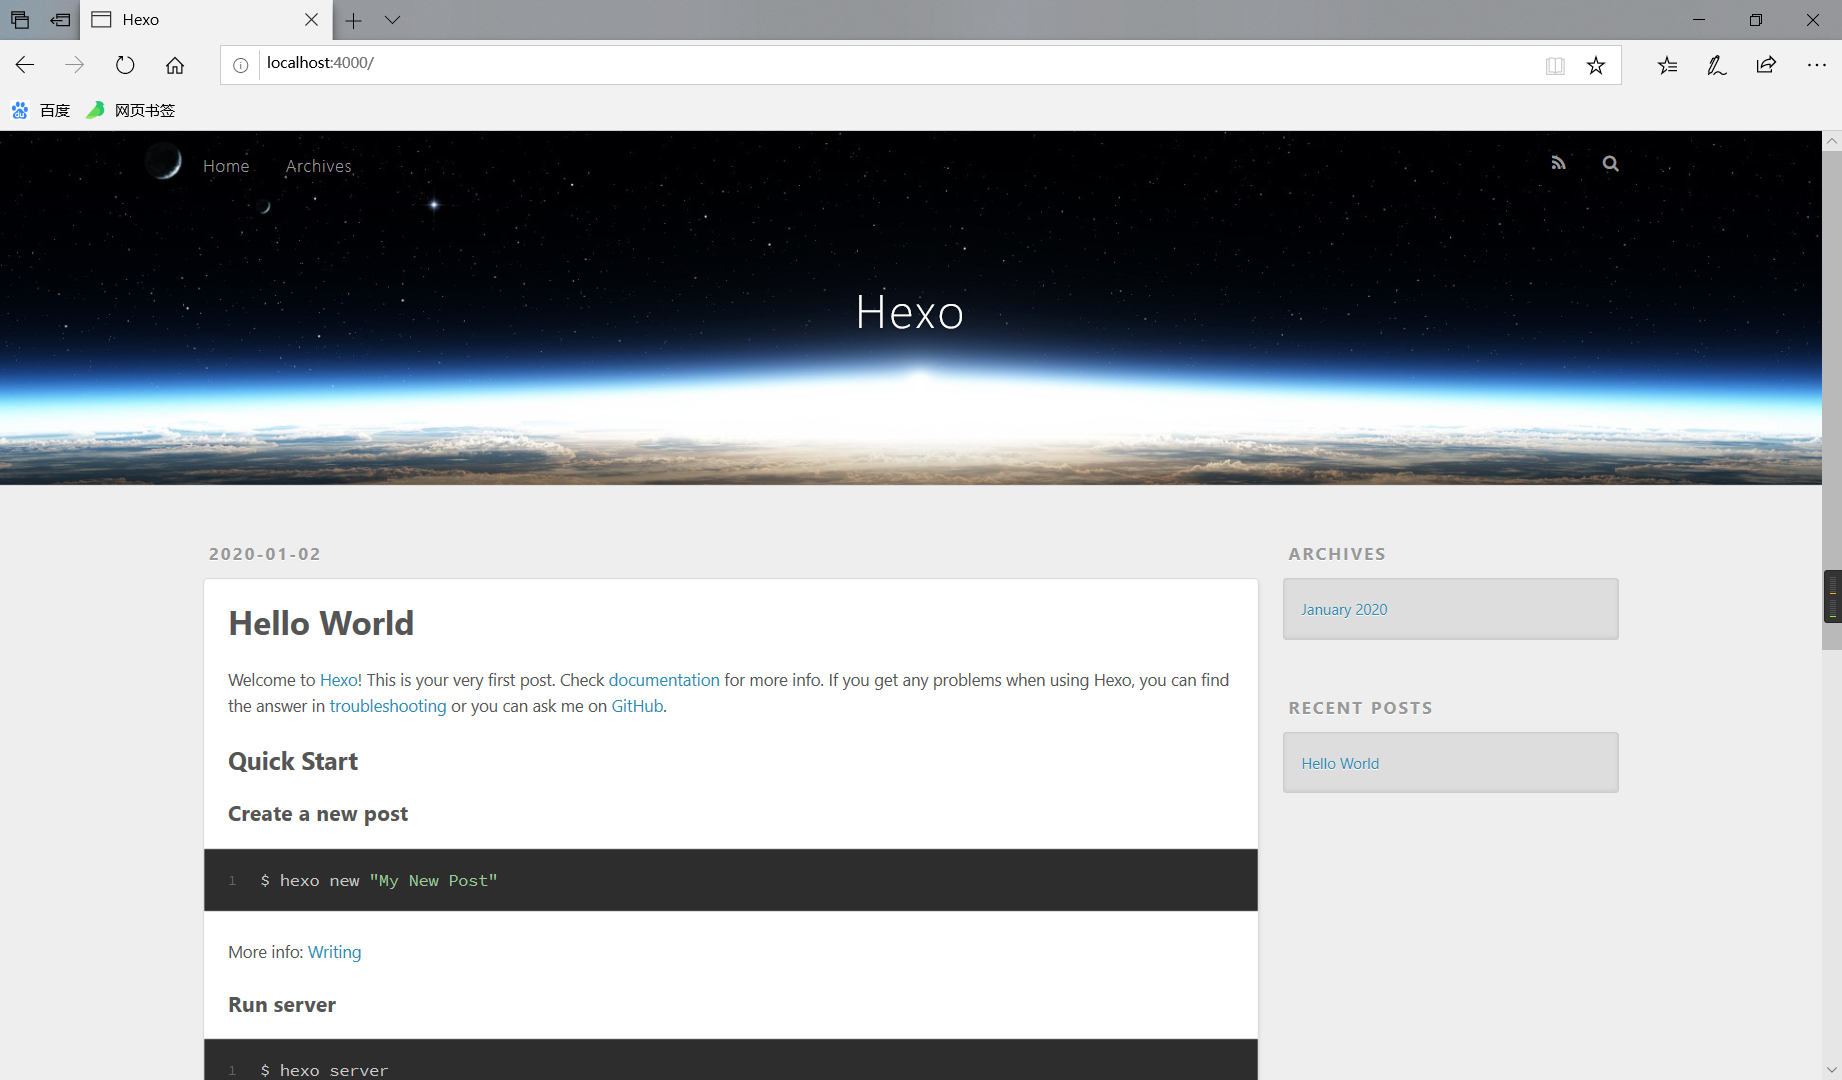 Hexo
localhost:4000/
百度 网页书签
Home Archives
Hexo
2020-01-02
Hello World
Welcome to Hexo! This is your very first post. Check documentation for more info. If you get any problems when using Hexo, you can find
the answer in troubleshooting or you can ask me on GitHub.
Quick Start
Create a new post
1 $ hexo new "My New Post"
More info: Writing
Run server
1 $ hexo server
ARCHIVES
January 2020
RECENT POSTS
Hello World